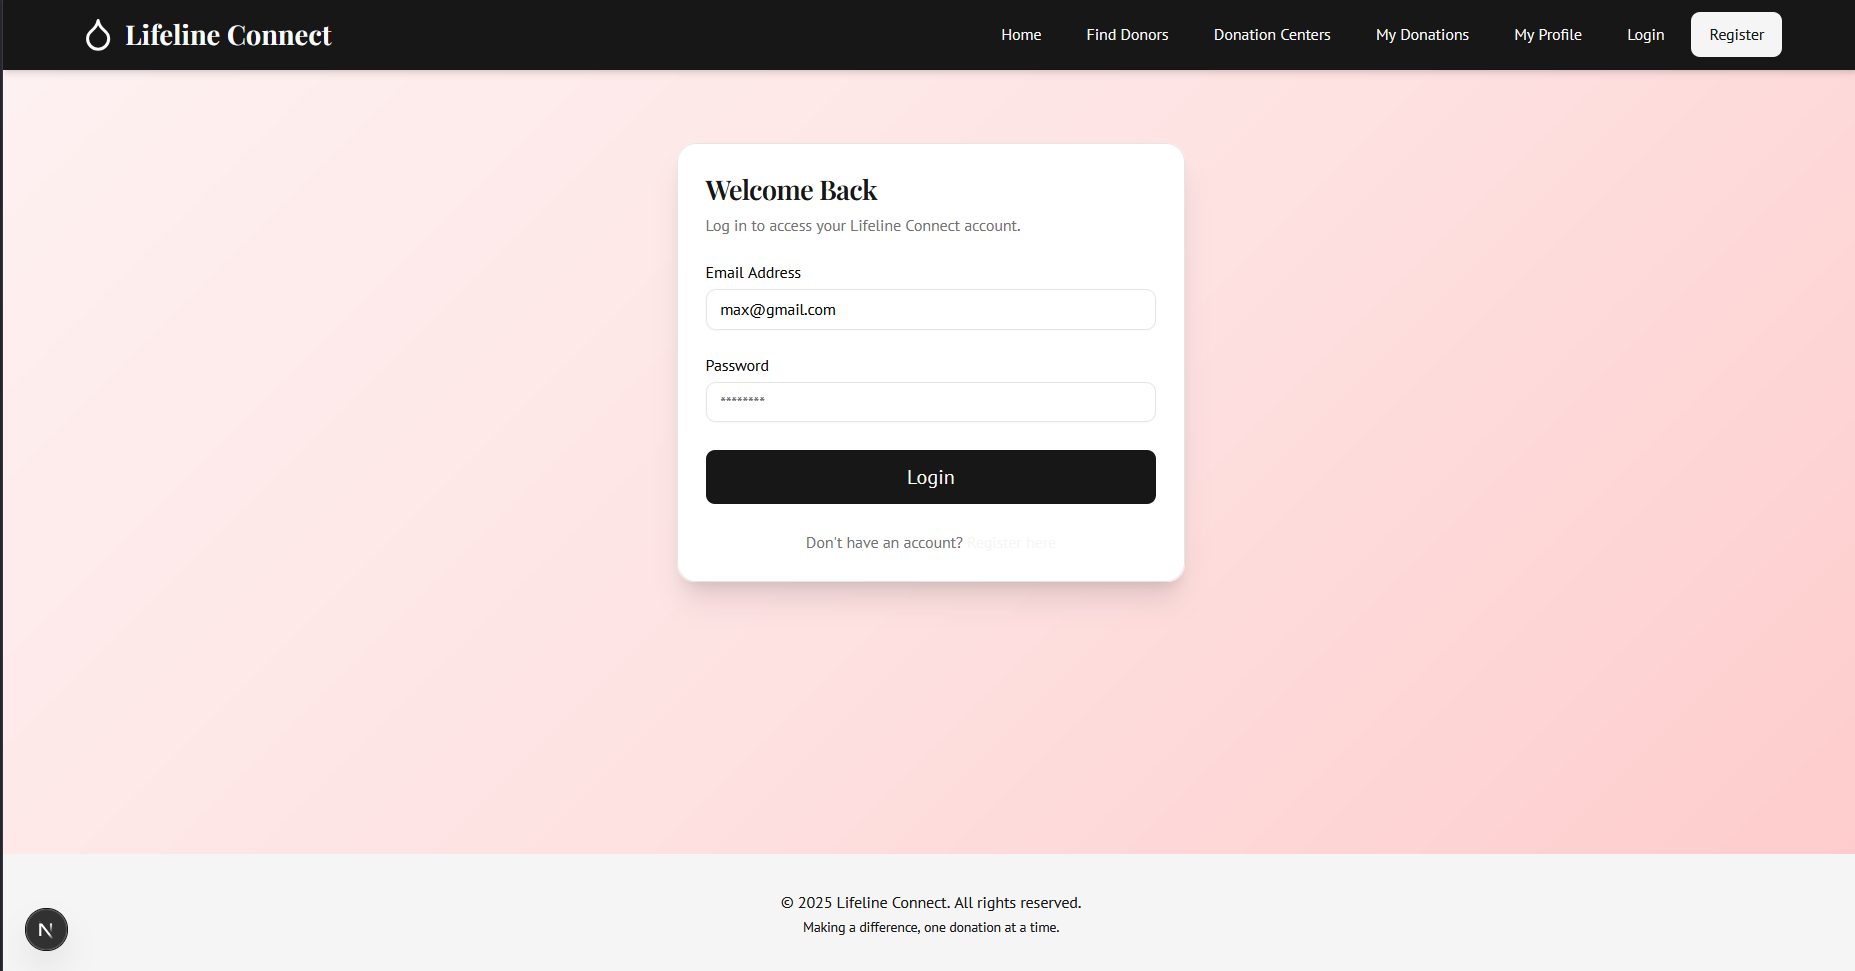 Lifeline Connect
Home Find Donors Donation Centers My Donations My Profile Login Register
Welcome Back
Log in to access your Lifeline Connect account.
Email Address
max@gmail.com
Password
********
Login
Don't have an account? Register here
© 2025 Lifeline Connect. All rights reserved.
Making a difference, one donation at a time.
N